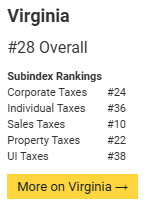 Virginia
#28 Overall
Subindex Rankings
Corporate Taxes #24
Individual Taxes #36
Sales Taxes #10
Property Taxes #22
UI Taxes #38
More on Virginia →